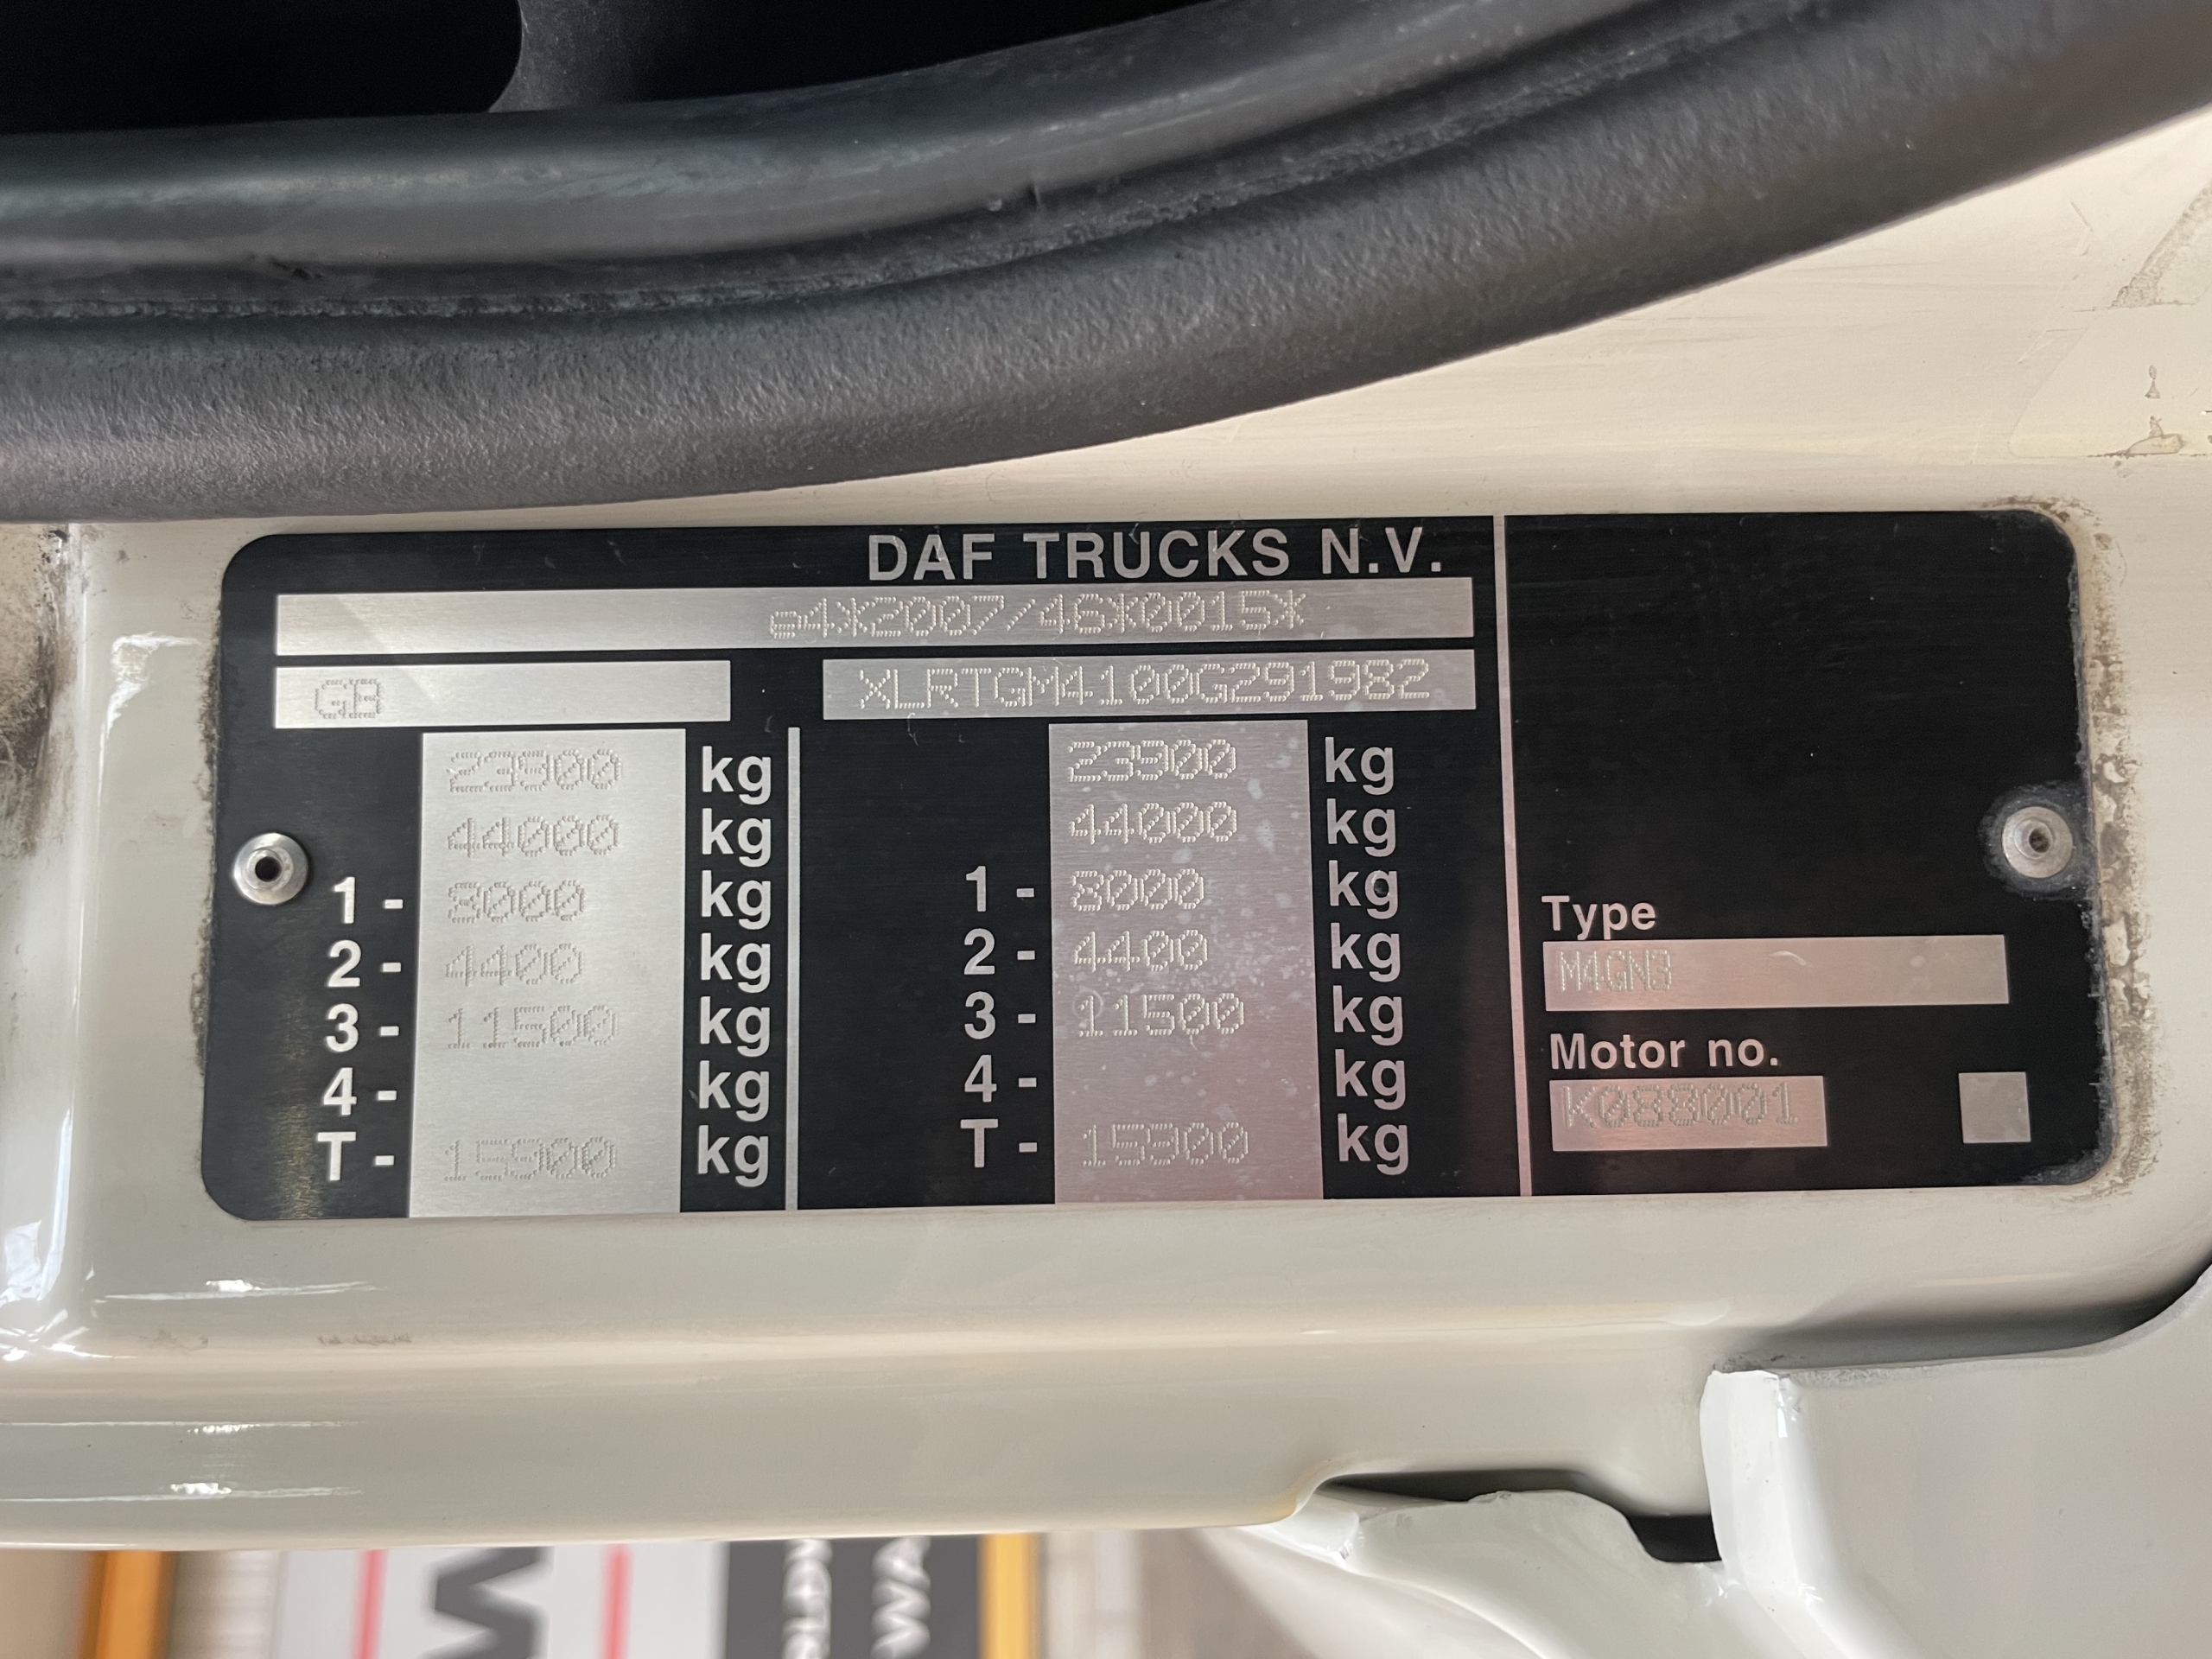 DAF TRUCKS N.V.
e4*2007/46*0015*
GB XLRTGM4100G291982
23900 kg 23900 kg
44000 kg 44000 kg
1 - 8000 kg 1 - 8000 kg
2 - 4400 kg 2 - 4400 kg
3 - 11500 kg 3 - 11500 kg
4 - kg 4 - kg
T - 15900 kg T - 15900 kg
Type
M4GN3
Motor no.
K088001